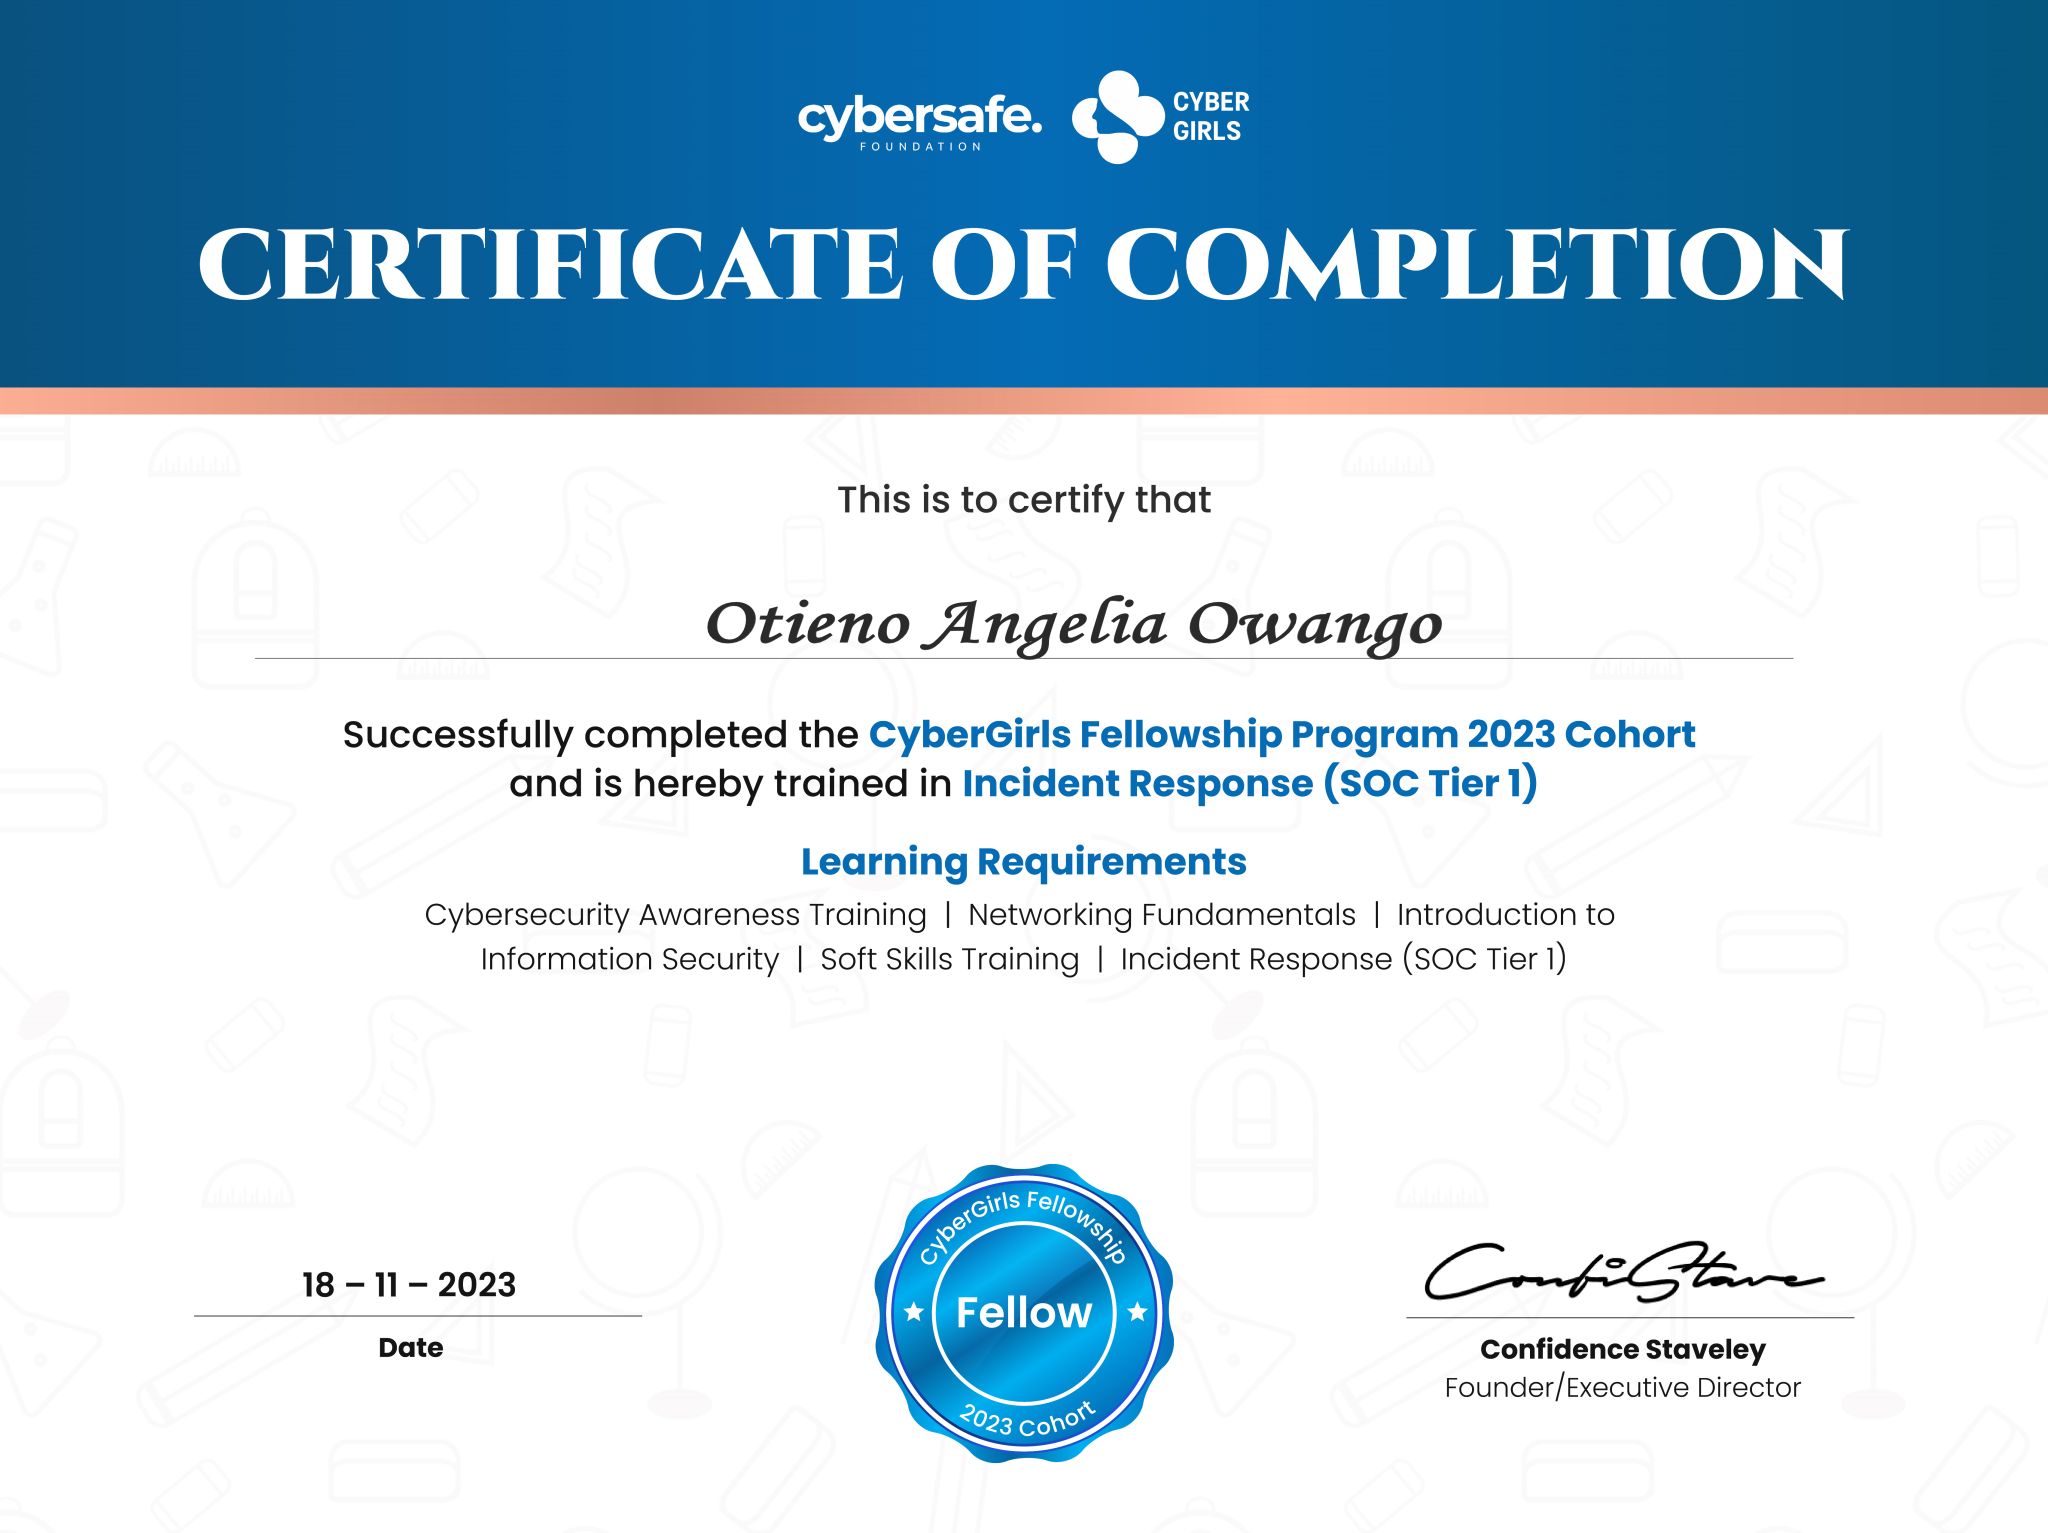 cybersafe.
FOUNDATION
CYBER
GIRLS
CERTIFICATE OF COMPLETION
This is to certify that
Otieno Angelia Owango
Successfully completed the CyberGirls Fellowship Program 2023 Cohort
and is hereby trained in Incident Response (SOC Tier 1)
Learning Requirements
Cybersecurity Awareness Training | Networking Fundamentals | Introduction to
Information Security | Soft Skills Training | Incident Response (SOC Tier 1)
18 – 11 – 2023
Date
CyberGirls Fellowship
Fellow
2023 Cohort
ConfiStave
Confidence Staveley
Founder/Executive Director